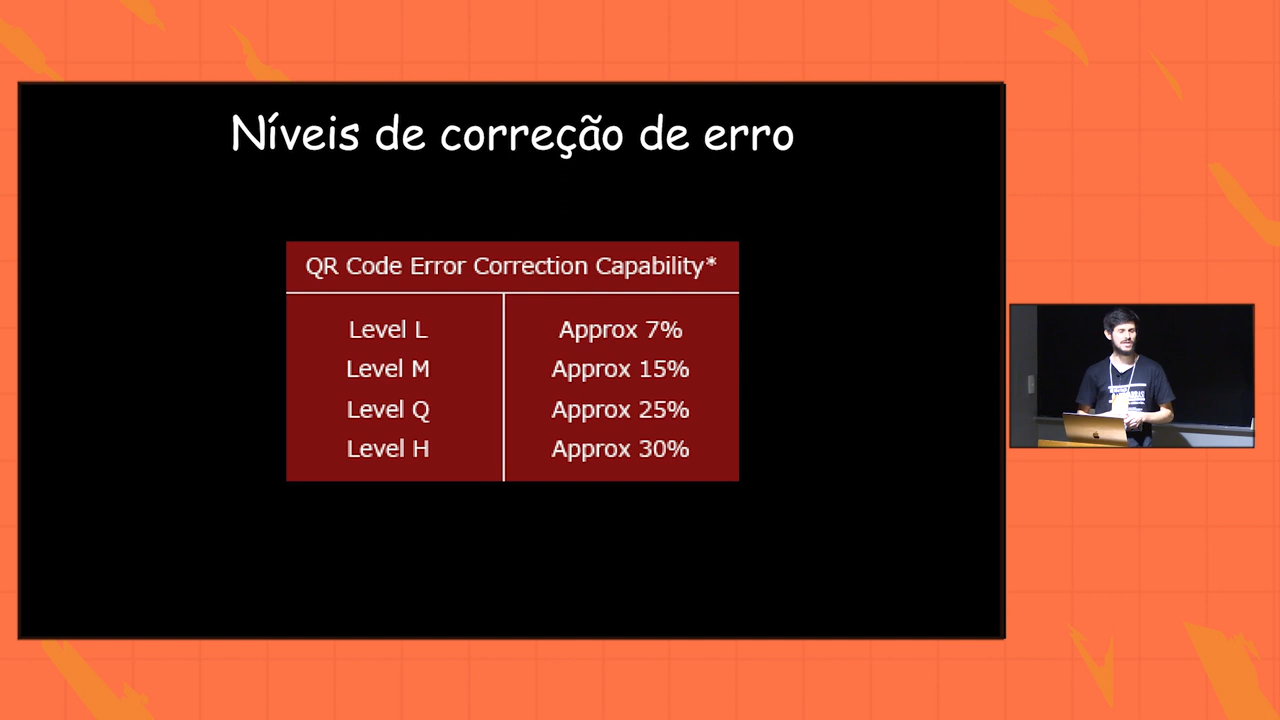 Níveis de correção de erro
QR Code Error Correction Capability*
Level L Approx 7%
Level M Approx 15%
Level Q Approx 25%
Level H Approx 30%